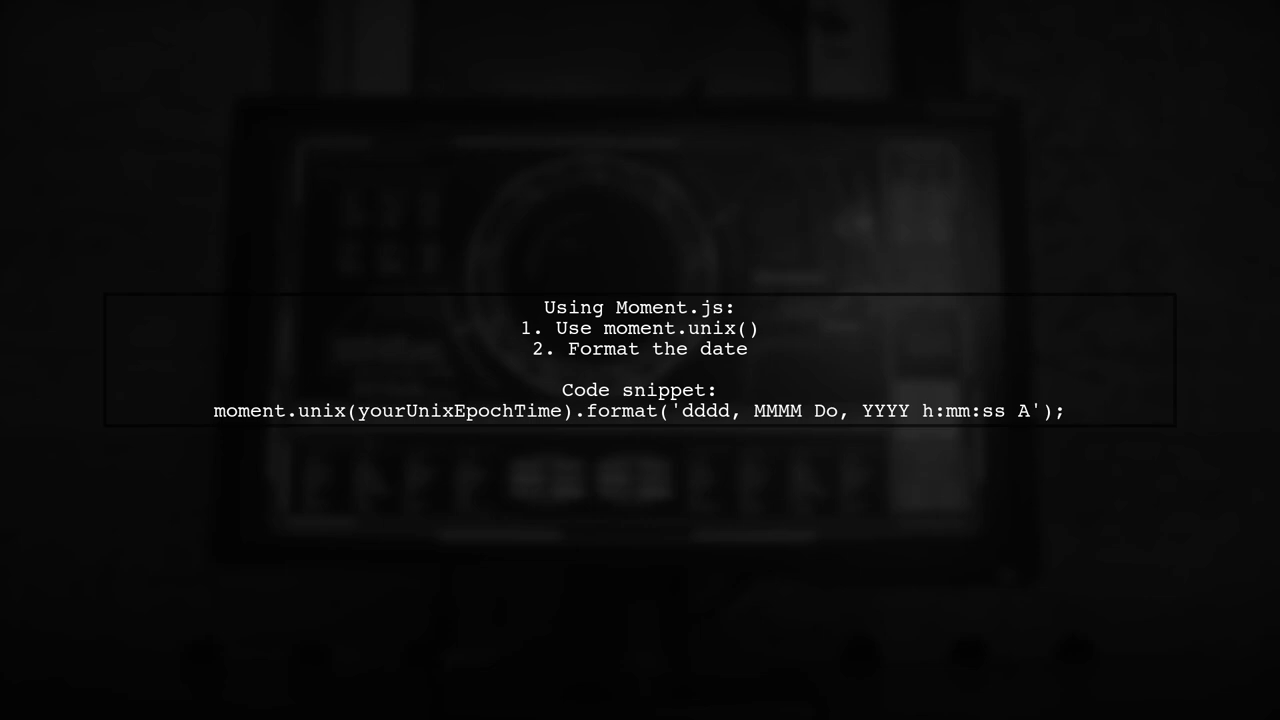 Using Moment.js:
1. Use moment.unix()
2. Format the date
Code snippet:
moment.unix(yourUnixEpochTime).format('dddd, MMMM Do, YYYY h:mm:ss A');